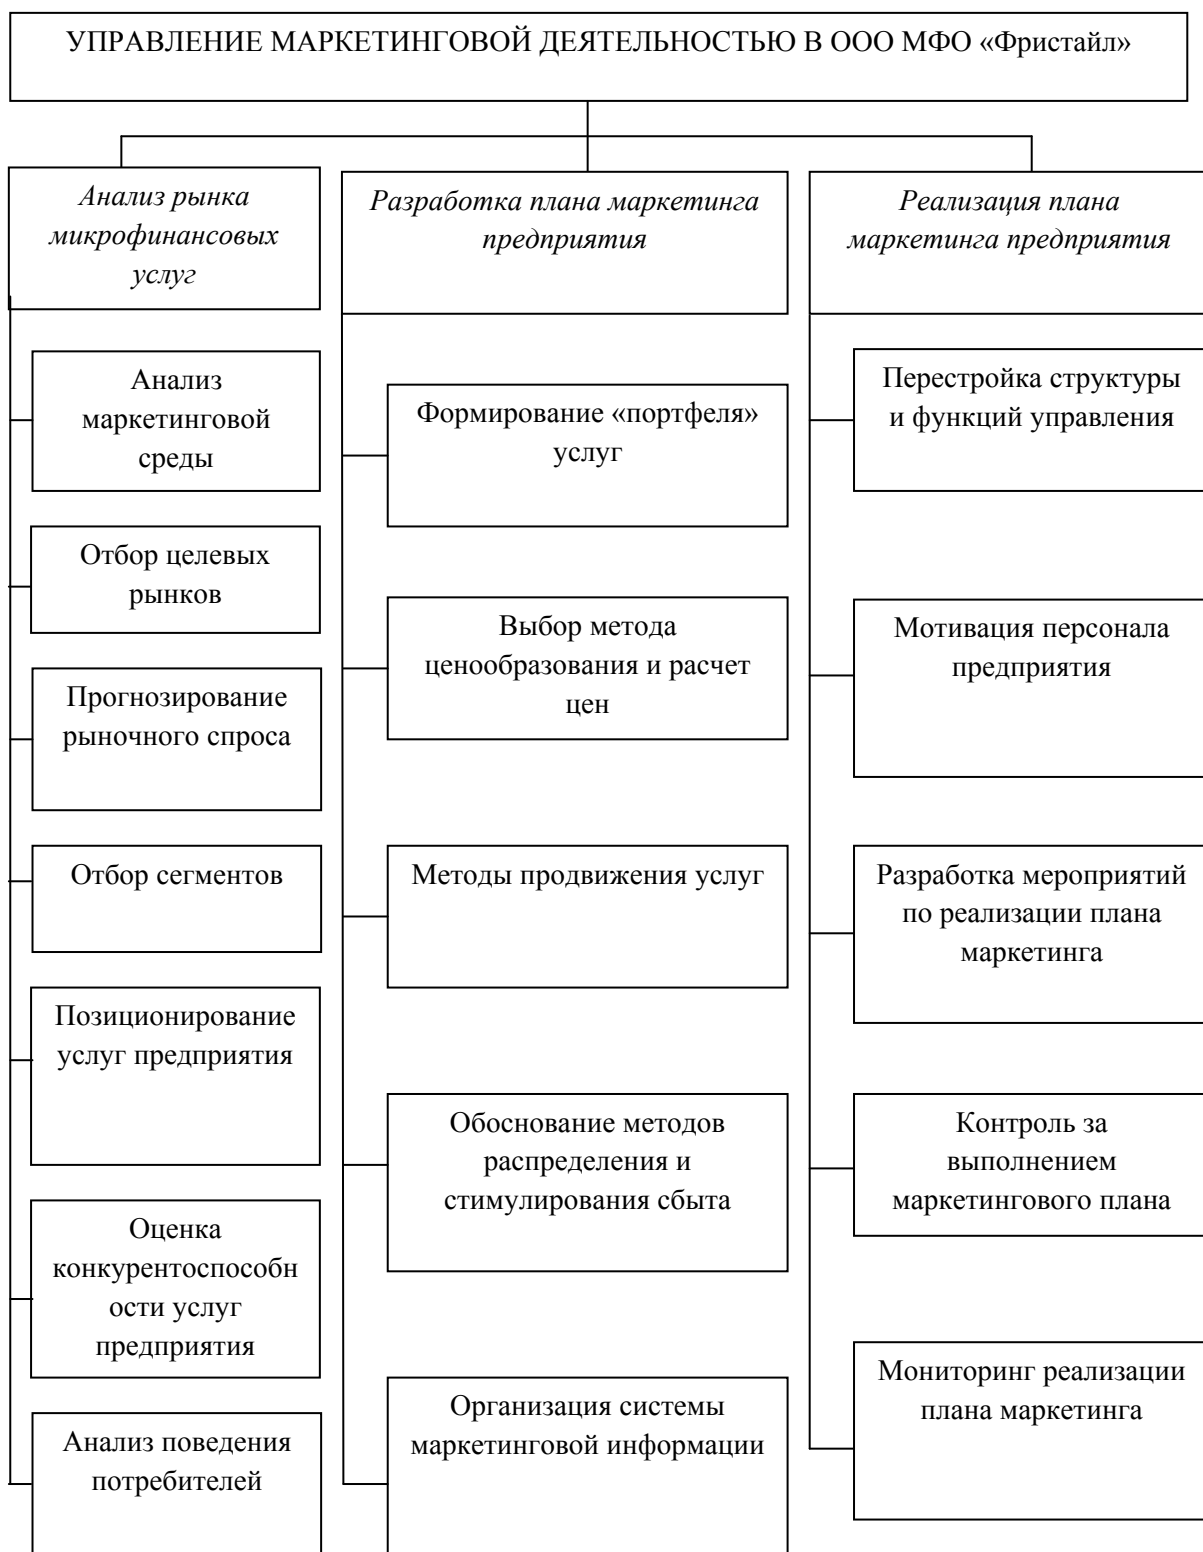 УПРАВЛЕНИЕ МАРКЕТИНГОВОЙ ДЕЯТЕЛЬНОСТЬЮ В ООО МФО «Фристайл»
Анализ рынка
микрофинансовых
услуг
Анализ
маркетинговой
среды
Отбор целевых
рынков
Прогнозирование
рыночного спроса
Отбор сегментов
Позиционирование
услуг предприятия
Оценка
конкурентоспособн
ости услуг
предприятия
Анализ поведения
потребителей
Разработка плана маркетинга
предприятия
Формирование «портфеля»
услуг
Выбор метода
ценообразования и расчет
цен
Методы продвижения услуг
Обоснование методов
распределения и
стимулирования сбыта
Организация системы
маркетинговой информации
Реализация плана
маркетинга предприятия
Перестройка структуры
и функций управления
Мотивация персонала
предприятия
Разработка мероприятий
по реализации плана
маркетинга
Контроль за
выполнением
маркетингового плана
Мониторинг реализации
плана маркетинга